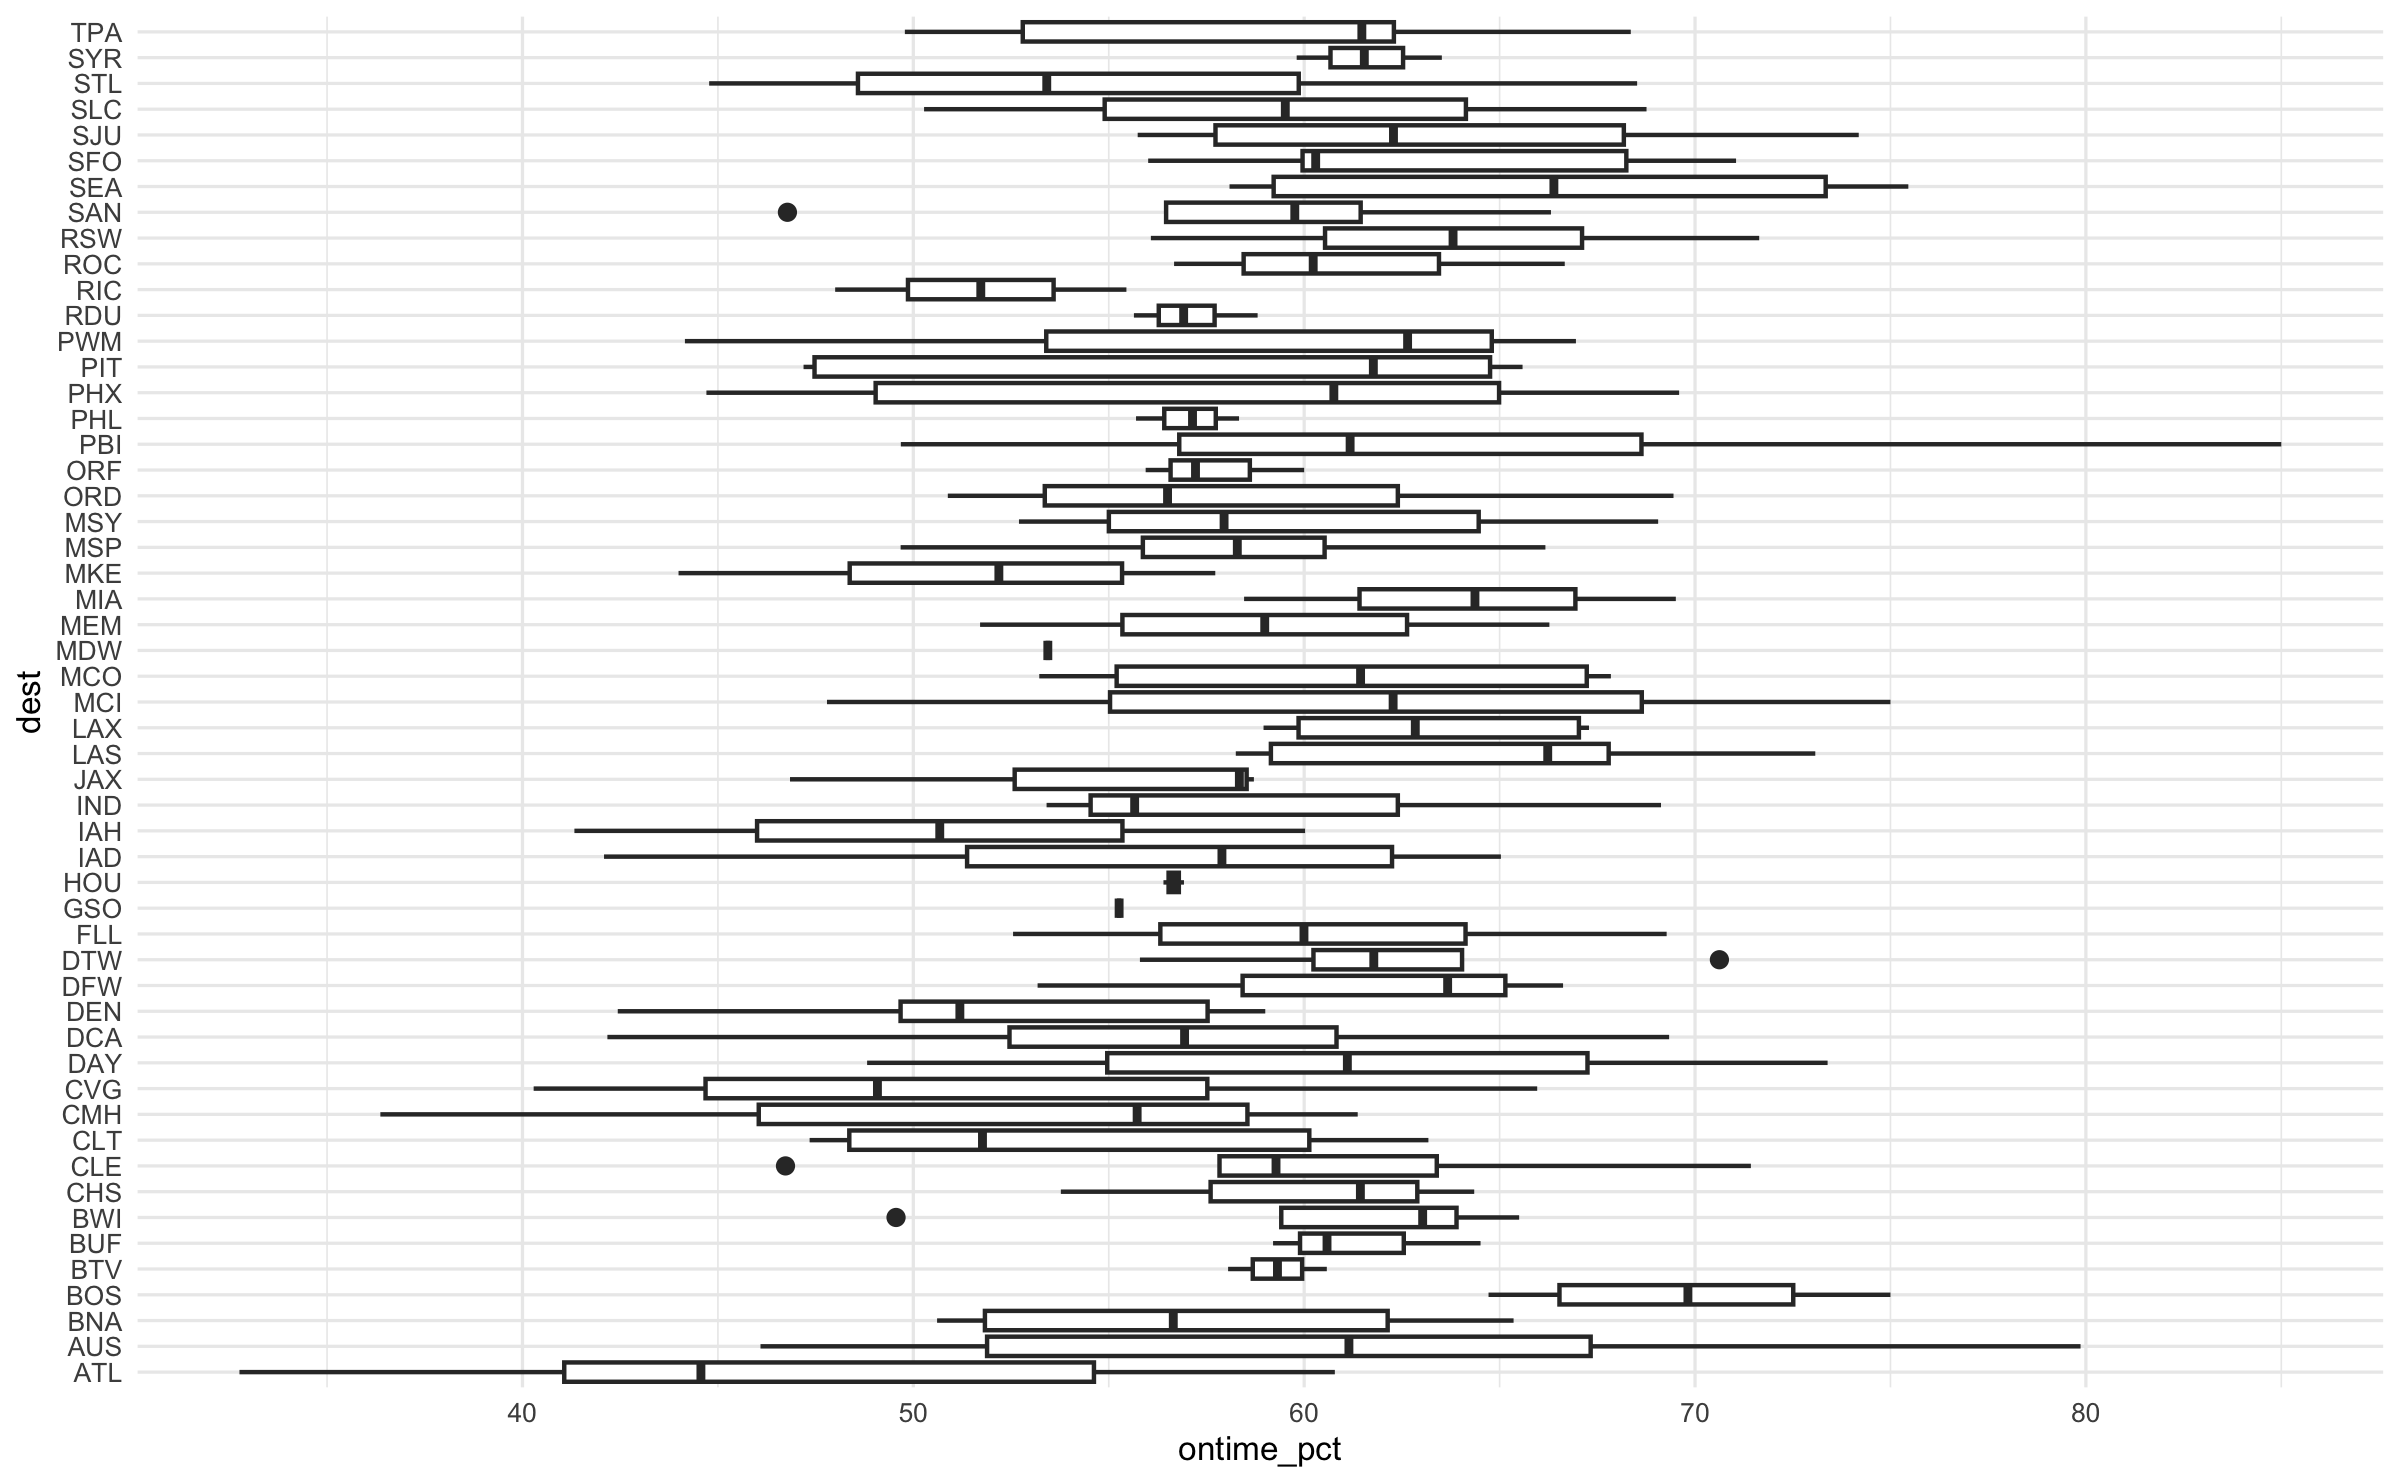 TPA
SYR
STL
SLC
SJU
SFO
SEA
SAN
RSW
ROC
RIC
RDU
PWM
PIT
PHX
PHL
PBI
ORF
ORD
MSY
MSP
MKE
MIA
MEM
MDW
MCO
MCI
LAX
LAS
JAX
IND
IAH
IAD
HOU
GSO
FLL
DTW
DFW
DEN
DCA
DAY
CVG
CMH
CLT
CLE
CHS
BWI
BUF
BTV
BOS
BNA
AUS
ATL
dest
40 50 60 70 80
ontime_pct